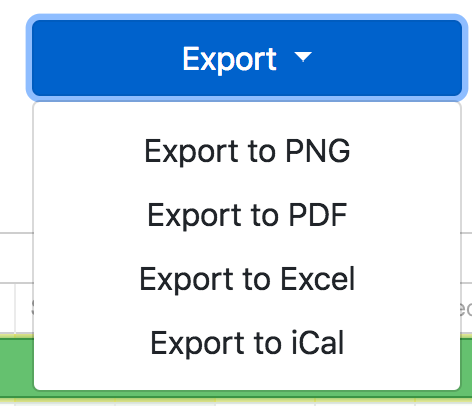 Export
Export to PNG
Export to PDF
Export to Excel
Export to iCal